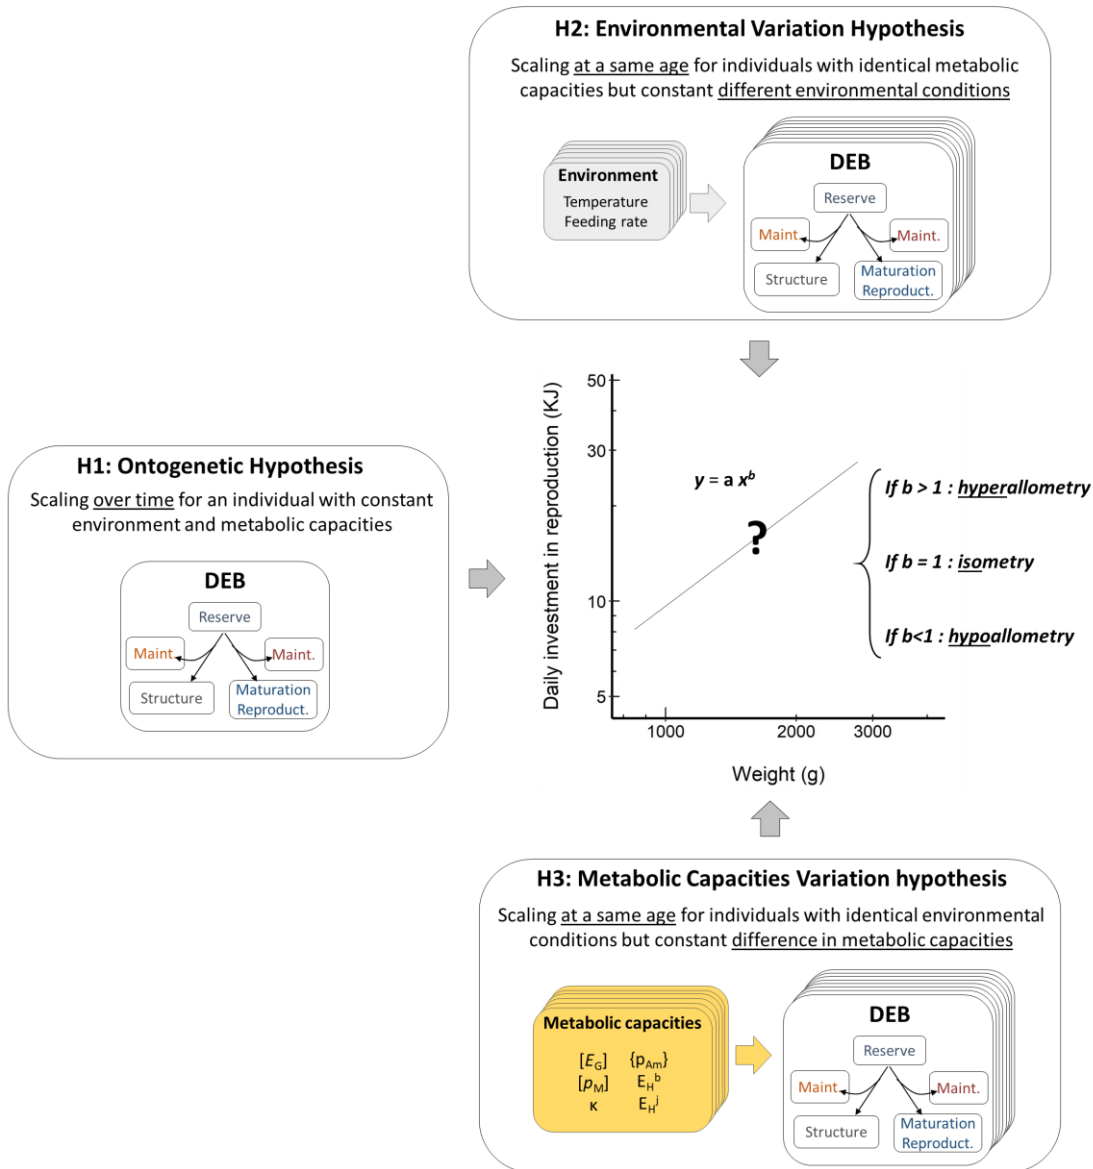 H2: Environmental Variation Hypothesis
Scaling at a same age for individuals with identical metabolic
capacities but constant different environmental conditions
Environment
Temperature
Feeding rate
DEB
Reserve
Maint.
Maint.
Structure
Maturation
Reproduct.
H1: Ontogenetic Hypothesis
Scaling over time for an individual with constant
environment and metabolic capacities
DEB
Reserve
Maint.
Maint.
Structure
Maturation
Reproduct.
Daily investment in reproduction (KJ)
50
30
10
5
y = a x^b
?
1000
2000
3000
Weight (g)
If b > 1 : hyperallometry
If b = 1 : isometry
If b<1 : hypoallometry
H3: Metabolic Capacities Variation hypothesis
Scaling at a same age for individuals with identical environmental
conditions but constant difference in metabolic capacities
Metabolic capacities
[E_G] {p_Am}
[p_M] E_H^b
κ E_H^j
DEB
Reserve
Maint.
Maint.
Structure
Maturation
Reproduct.